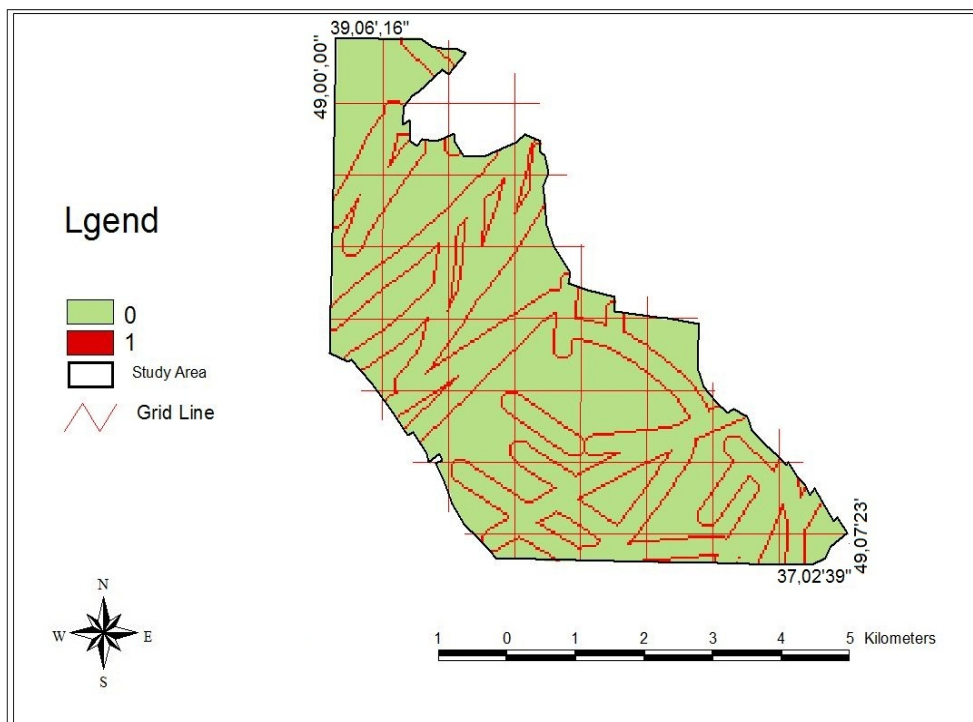 39,06',16"
49,00',00"
Lgend
0
1
Study Area
Grid Line
49,07'23'
37,02'39"
N
W
E
S
1 0 1 2 3 4 5 Kilometers